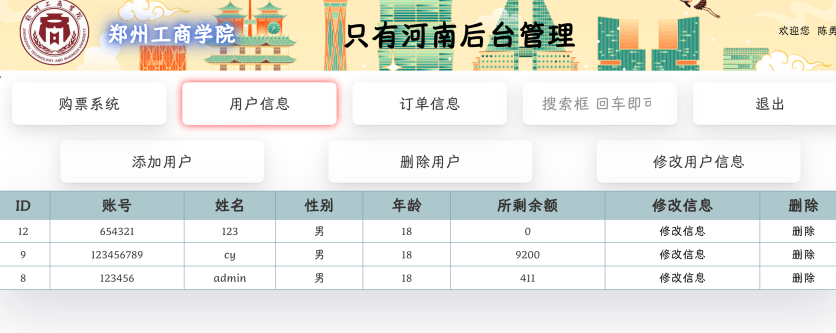 郑州工商学院
只有河南后台管理
欢迎您 陈勇
购票系统 用户信息 订单信息 搜索框 回车即可 退出
添加用户 删除用户 修改用户信息
ID 账号 姓名 性别 年龄 所剩余额 修改信息 删除
12 654321 123 男 18 0 修改信息 删除
9 123456789 cy 男 18 9200 修改信息 删除
8 123456 admin 男 18 411 修改信息 删除